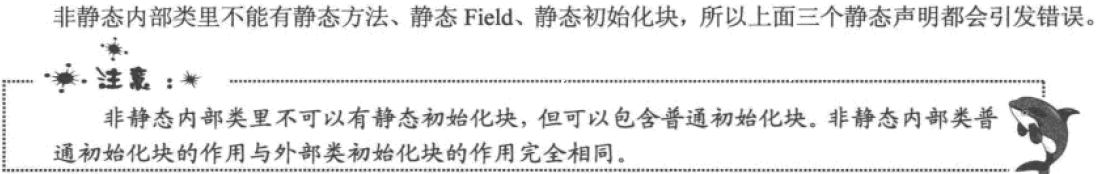 非静态内部类里不能有静态方法、静态 Field、静态初始化块，所以上面三个静态声明都会引发错误。
注意：
非静态内部类里不可以有静态初始化块，但可以包含普通初始化块。非静态内部类普
通初始化块的作用与外部类初始化块的作用完全相同。